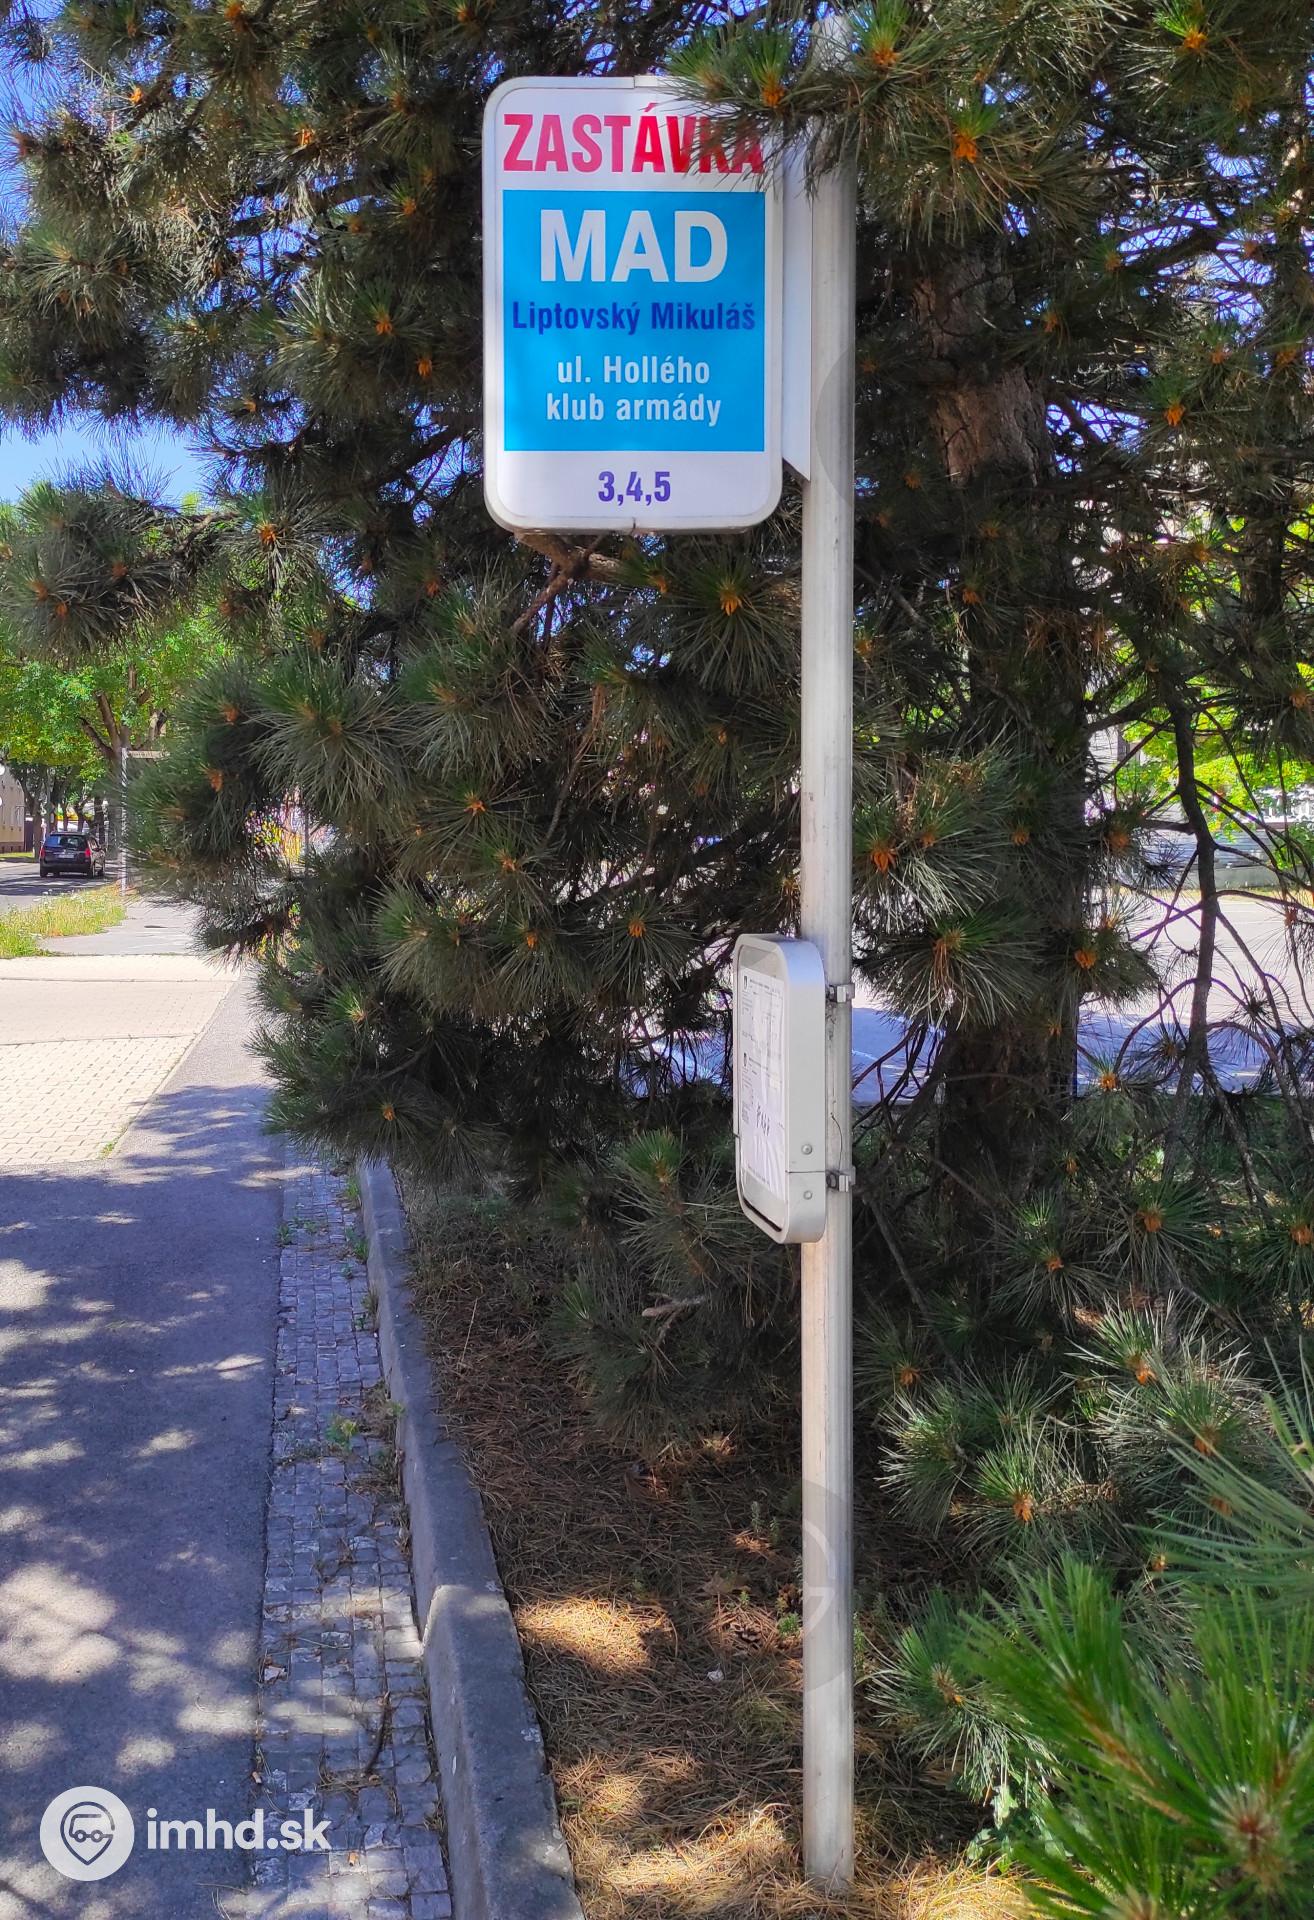 ZASTÁVKA
MAD
Liptovský Mikuláš
ul. Hollého
klub armády
3,4,5
imhd.sk